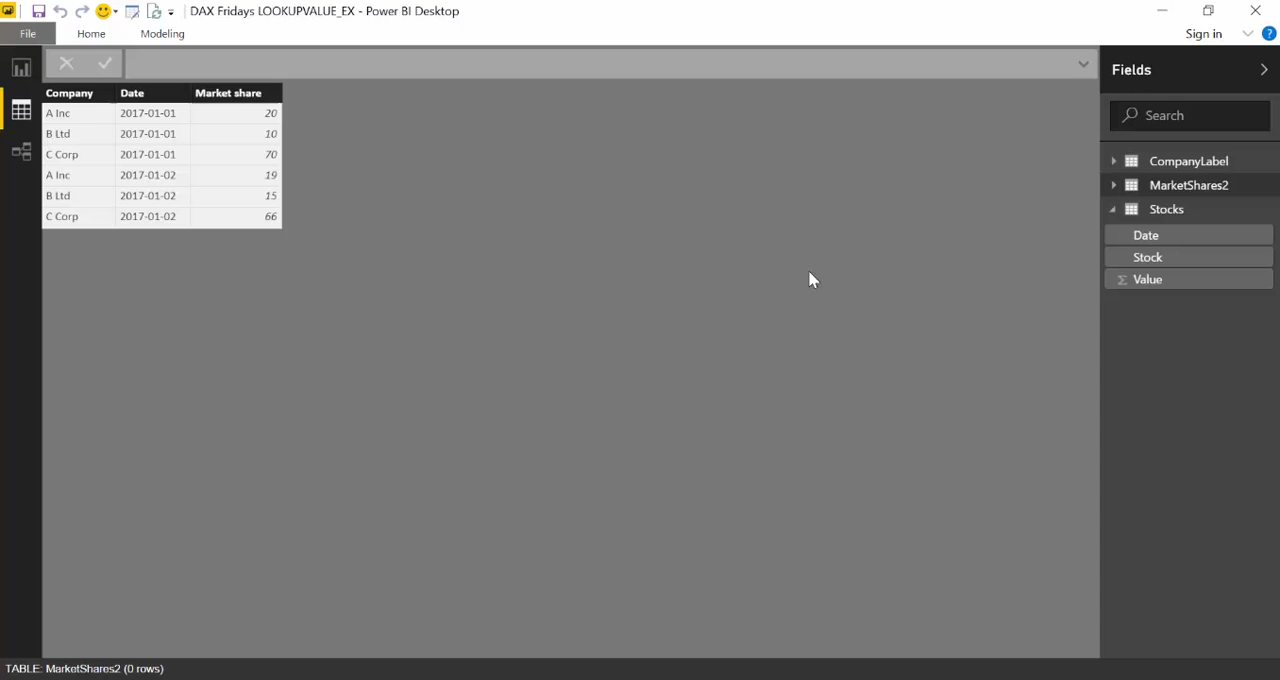 DAX Fridays LOOKUPVALUE_EX - Power BI Desktop
File Home Modeling Sign in ?
Fields
Search
CompanyLabel
MarketShares2
Stocks
Date
Stock
Σ Value
Company Date Market share
A Inc 2017-01-01 20
B Ltd 2017-01-01 10
C Corp 2017-01-01 70
A Inc 2017-01-02 19
B Ltd 2017-01-02 15
C Corp 2017-01-02 66
TABLE: MarketShares2 (0 rows)